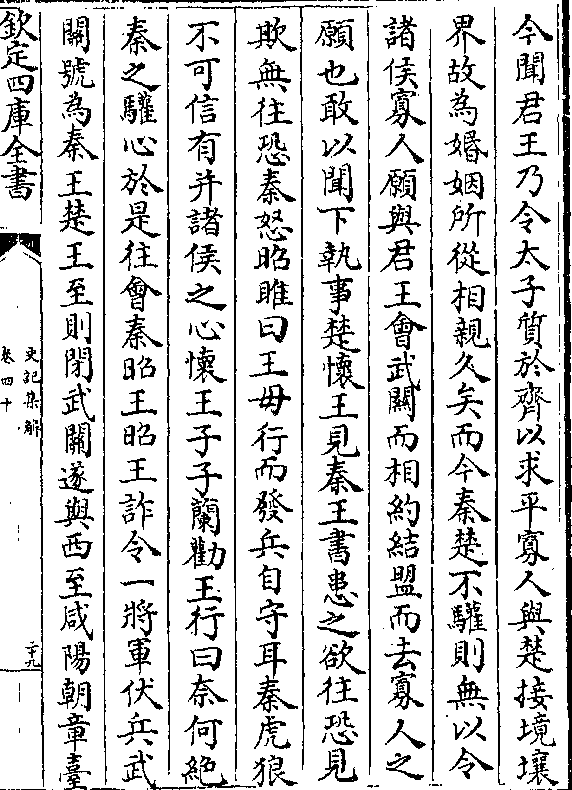 今聞君王乃令太子質於齊以求平寡人與楚接境壤
界故為婚姻所從相親久矣而今秦楚不驩則無以令
諸侯寡人願與君王會武關而相約結盟而去寡人之
願也敢以聞下執事楚懷王見秦王書患之欲往恐見
欺無往恐秦怒昭雎曰王毋行而發兵自守耳秦虎狼
不可信有并諸侯之心懷王子子蘭勸王行曰奈何絶
秦之驩心於是往會秦昭王昭王詐令一將軍伏兵武
關號為秦王楚王至則閉武關遂與西至咸陽朝章臺
欽定四庫全書
史記集解
卷四十
二十九